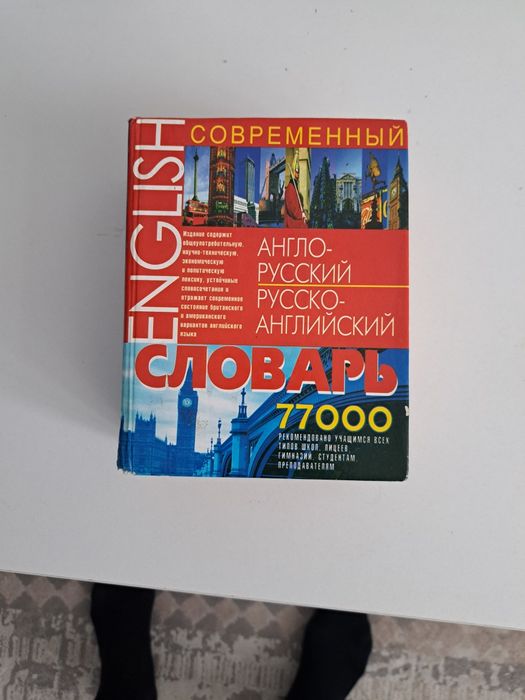 ENGLISH
СОВРЕМЕННЫЙ
Издание содержит
общеупотребительную,
научно-техническую,
экономическую
и политическую
лексику, устойчивые
словосочетания и
отражает современное
состояние британского
и американского
вариантов английского
языка
АНГЛО-
РУССКИЙ
РУССКО-
АНГЛИЙСКИЙ
СЛОВАРЬ
77000
РЕКОМЕНДОВАНО УЧАЩИМСЯ ВСЕХ
ТИПОВ ШКОЛ, ЛИЦЕЕВ,
ГИМНАЗИЙ, СТУДЕНТАМ,
ПРЕПОДАВАТЕЛЯМ